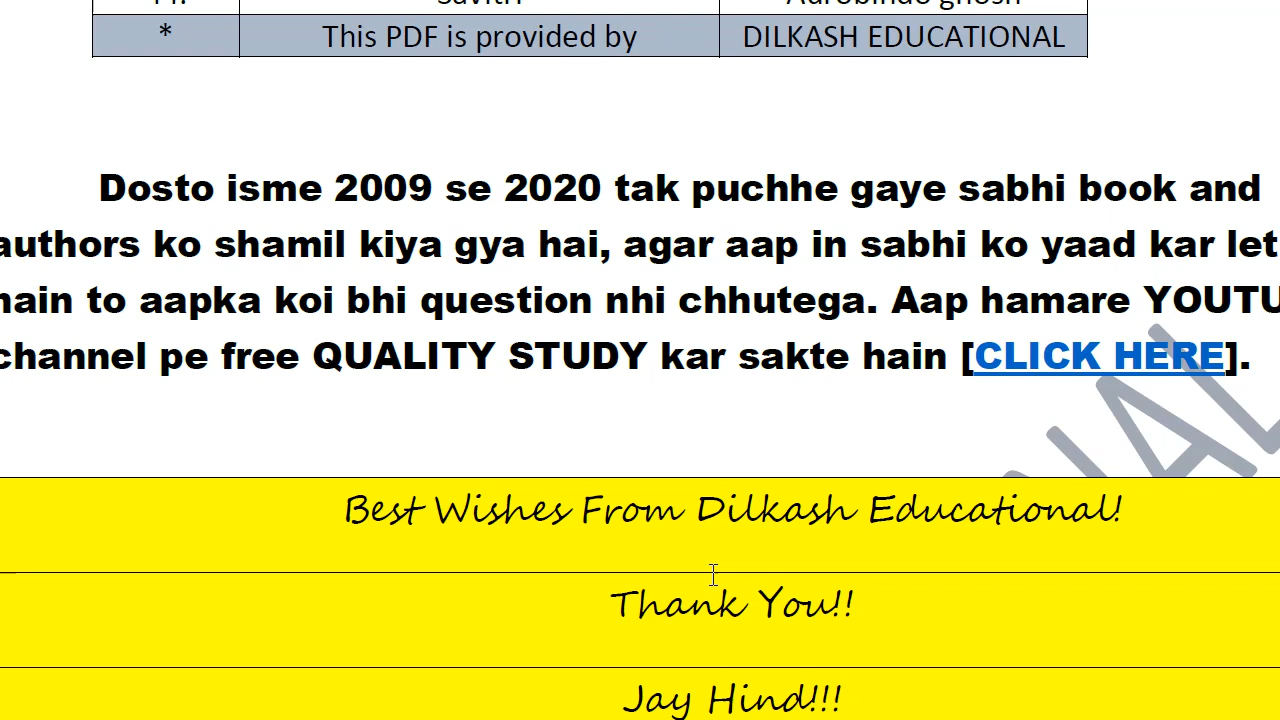 Aurobindo ghosh
* This PDF is provided by DILKASH EDUCATIONAL
Dosto isme 2009 se 2020 tak puchhe gaye sabhi book and
authors ko shamil kiya gya hai, agar aap in sabhi ko yaad kar let
hain to aapka koi bhi question nhi chhutega. Aap hamare YOUTU
channel pe free QUALITY STUDY kar sakte hain [CLICK HERE].
NAL
Best Wishes From Dilkash Educational!
Thank You!!
Jay Hind!!!